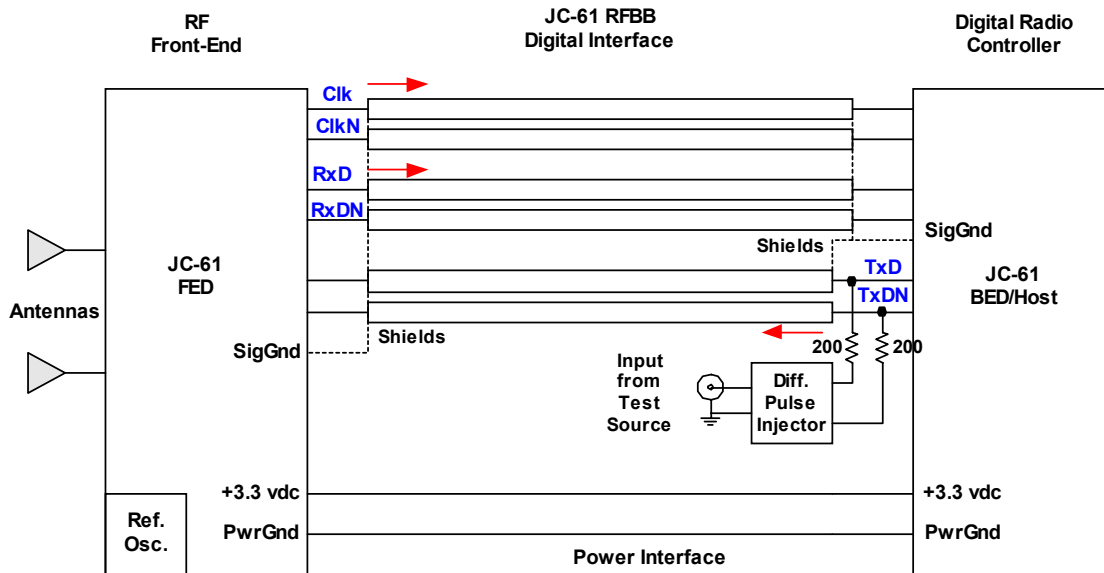 RF
Front-End
JC-61 RFBB
Digital Interface
Digital Radio
Controller
Clk
ClkN
RxD
RxDN
SigGnd
Shields
JC-61
FED
TxD
JC-61
BED/Host
TxDN
Antennas
SigGnd
Shields
200
200
Input
from
Test
Source
Diff.
Pulse
Injector
+3.3 vdc
+3.3 vdc
Ref.
Osc.
PwrGnd
PwrGnd
Power Interface